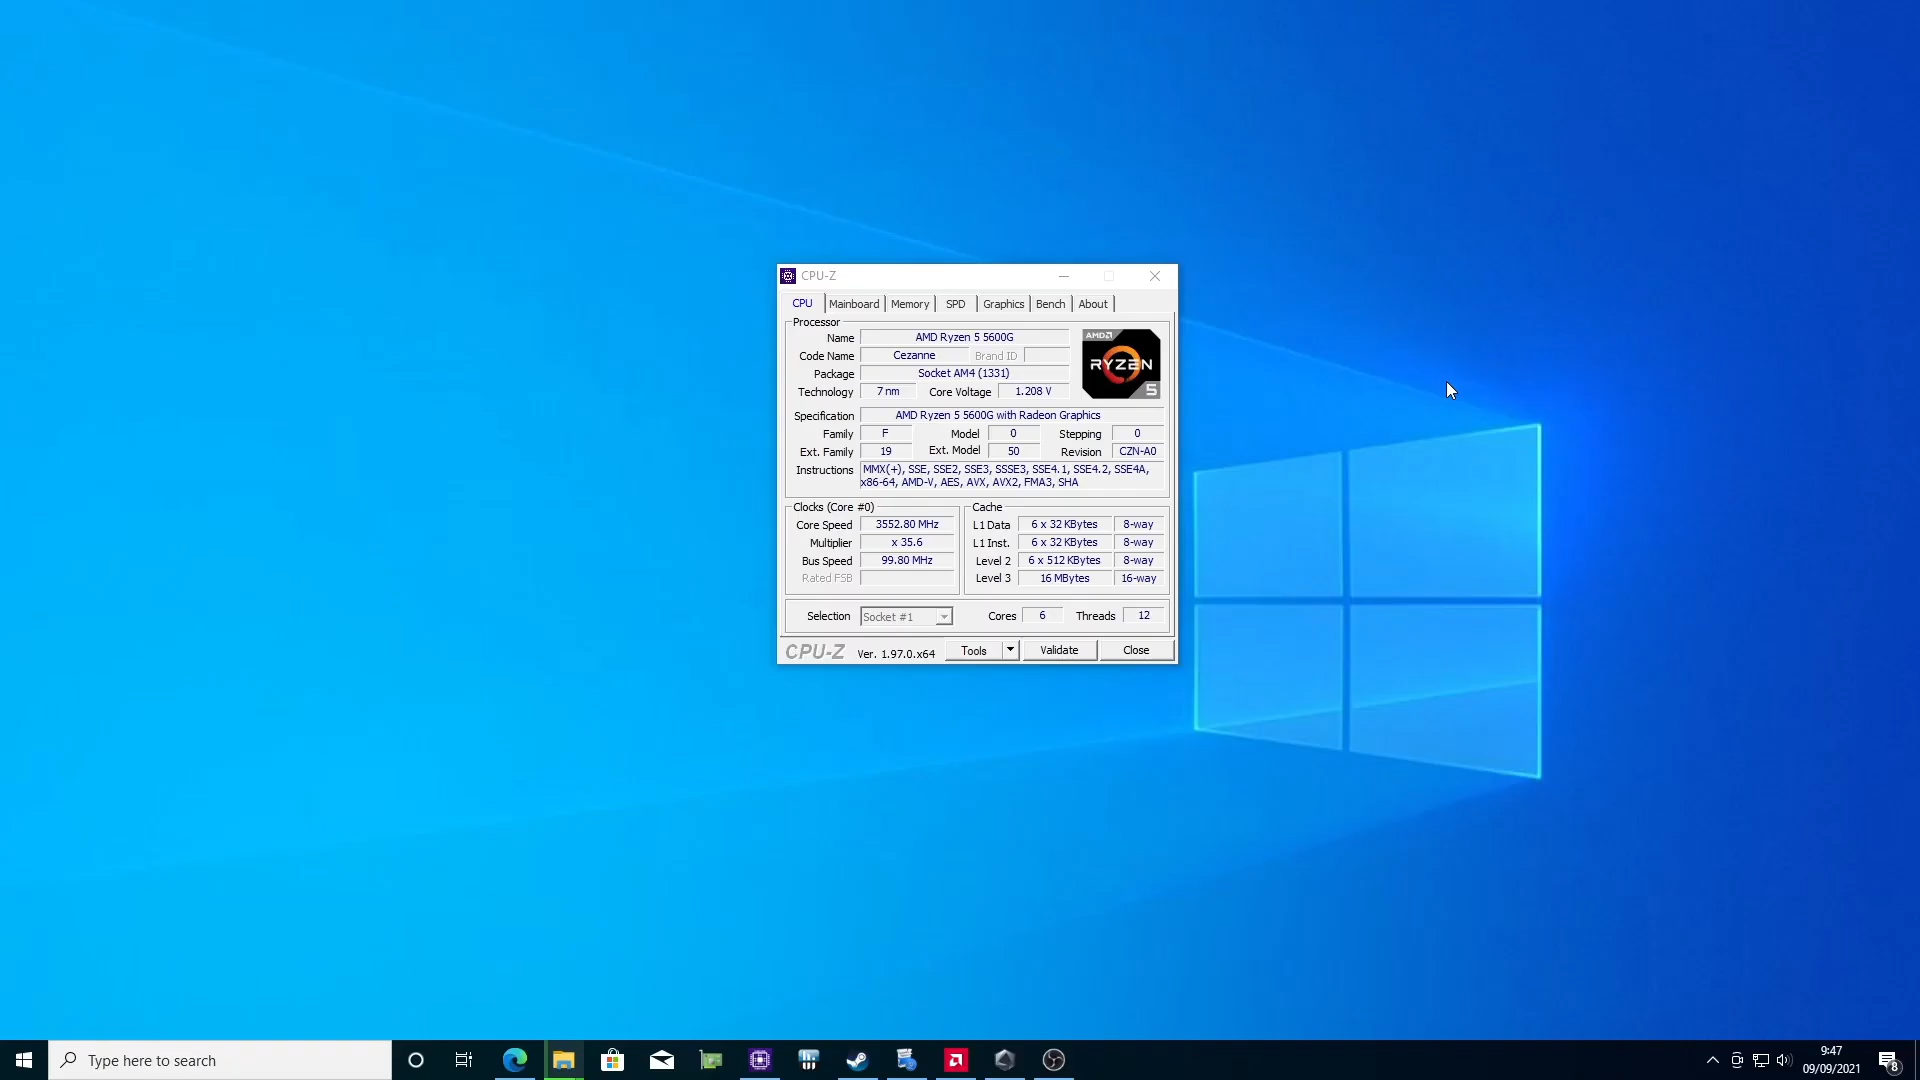 CPU-Z
CPU Mainboard Memory SPD Graphics Bench About
Processor
Name AMD Ryzen 5 5600G
Code Name Cezanne Brand ID
Package Socket AM4 (1331)
Technology 7 nm Core Voltage 1.208 V
AMD
RYZEN
5
Specification AMD Ryzen 5 5600G with Radeon Graphics
Family F Model 0 Stepping 0
Ext. Family 19 Ext. Model 50 Revision CZN-A0
Instructions MMX(+), SSE, SSE2, SSE3, SSSE3, SSE4.1, SSE4.2, SSE4A,
x86-64, AMD-V, AES, AVX, AVX2, FMA3, SHA
Clocks (Core #0)
Core Speed 3552.80 MHz
Multiplier x 35.6
Bus Speed 99.80 MHz
Rated FSB
Cache
L1 Data 6 x 32 KBytes 8-way
L1 Inst. 6 x 32 KBytes 8-way
Level 2 6 x 512 KBytes 8-way
Level 3 16 MBytes 16-way
Selection Socket #1 Cores 6 Threads 12
CPU-Z Ver. 1.97.0.x64 Tools Validate Close
Type here to search
9:47
09/09/2021
8